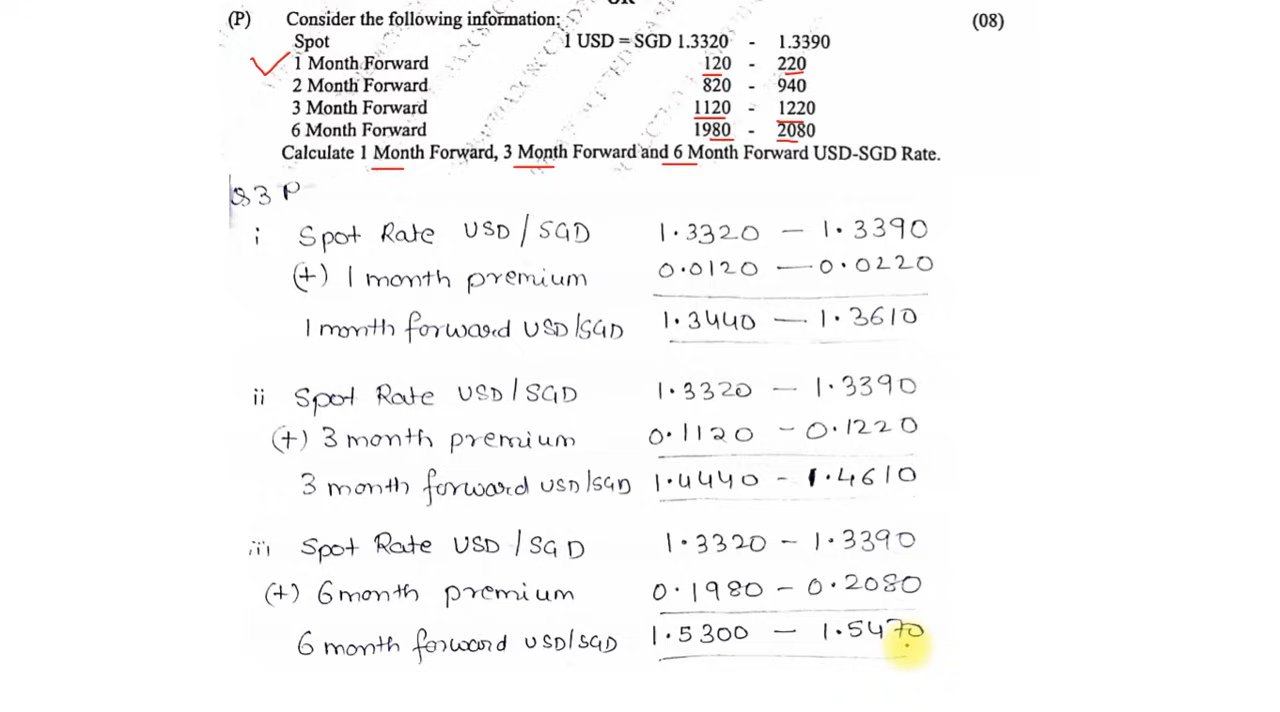 (P) Consider the following information: (08)
Spot 1 USD = SGD 1.3320 - 1.3390
1 Month Forward 120 - 220
2 Month Forward 820 - 940
3 Month Forward 1120 - 1220
6 Month Forward 1980 - 2080
Calculate 1 Month Forward, 3 Month Forward and 6 Month Forward USD-SGD Rate.
Q3 P
i Spot Rate USD/SGD 1.3320 - 1.3390
(+) 1 month premium 0.0120 - 0.0220
1 month forward USD/SGD 1.3440 - 1.3610
ii Spot Rate USD/SGD 1.3320 - 1.3390
(+) 3 month premium 0.1120 - 0.1220
3 month forward USD/SGD 1.4440 - 1.4610
iii Spot Rate USD/SGD 1.3320 - 1.3390
(+) 6 month premium 0.1980 - 0.2080
6 month forward USD/SGD 1.5300 - 1.5470